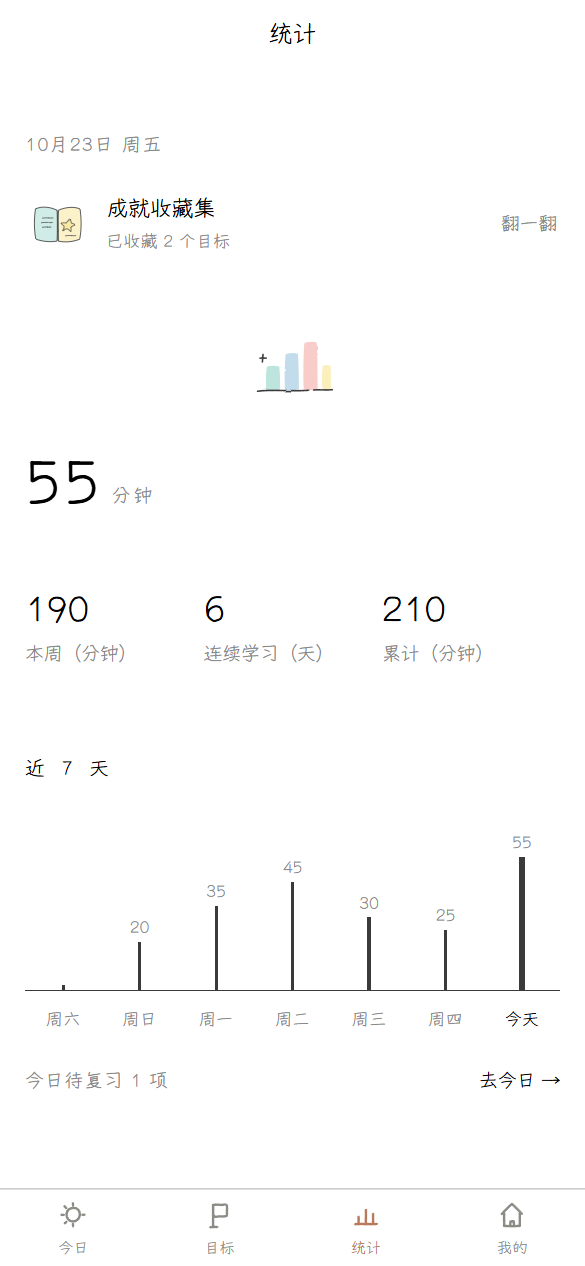 统计
10月23日 周五
成就收藏集
已收藏 2 个目标
翻一翻
55 分钟
190
本周（分钟）
6
连续学习（天）
210
累计（分钟）
近 7 天
20
35
45
30
25
55
周六 周日 周一 周二 周三 周四 今天
今日待复习 1 项
去今日 →
今日 目标 统计 我的